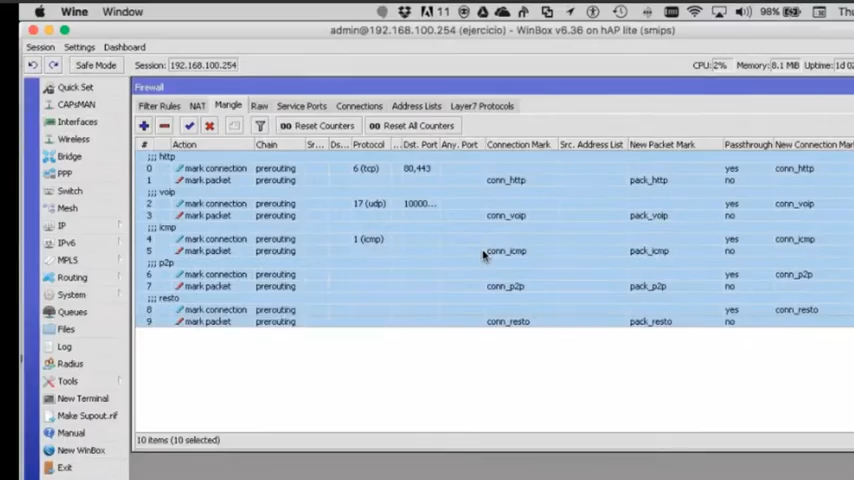 Wine Window 11 98% Thu
admin@192.168.100.254 (ejercicio) - WinBox v6.36 on hAP lite (smips)
Session Settings Dashboard
Safe Mode Session: 192.168.100.254 CPU: 2% Memory: 8.1 MiB Uptime: 1d 02
Quick Set
CAPsMAN
Interfaces
Wireless
Bridge
PPP
Switch
Mesh
IP
IPv6
MPLS
Routing
System
Queues
Files
Log
Radius
Tools
New Terminal
Make Supout.rif
Manual
New WinBox
Exit
Firewall
Filter Rules NAT Mangle Raw Service Ports Connections Address Lists Layer7 Protocols
00 Reset Counters 00 Reset All Counters
# Action Chain Sr... Ds... Protocol ... Dst. Port Any. Port Connection Mark Src. Address List New Packet Mark Passthrough New Connection Mark
;;; http
0 mark connection prerouting 6 (tcp) 80,443 yes conn_http
1 mark packet prerouting conn_http pack_http no
;;; voip
2 mark connection prerouting 17 (udp) 10000... yes conn_voip
3 mark packet prerouting conn_voip pack_voip no
;;; icmp
4 mark connection prerouting 1 (icmp) yes conn_icmp
5 mark packet prerouting conn_icmp pack_icmp no
;;; p2p
6 mark connection prerouting yes conn_p2p
7 mark packet prerouting conn_p2p pack_p2p no
;;; resto
8 mark connection prerouting yes conn_resto
9 mark packet prerouting conn_resto pack_resto no
10 items (10 selected)